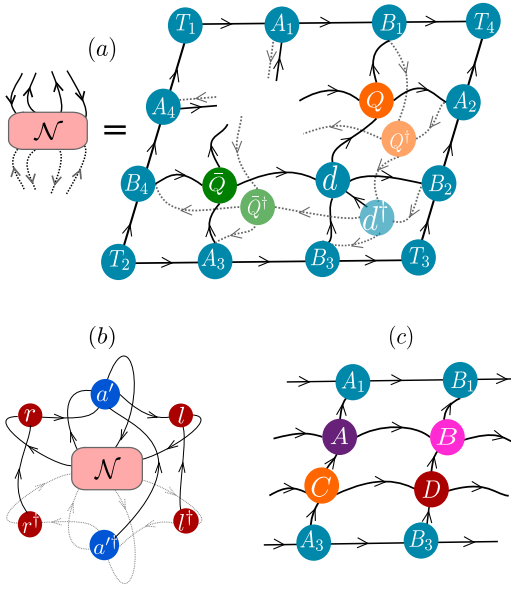 (a)
T₁ A₁ B₁ T₄
A₄ Q A₂
𝒩 =
Q†
B₄ Q̄ d B₂
Q̄† d†
T₂ A₃ B₃ T₃
(b) (c)
a′
r l
𝒩
r† l†
a′†
A₁ B₁
A B
C D
A₃ B₃